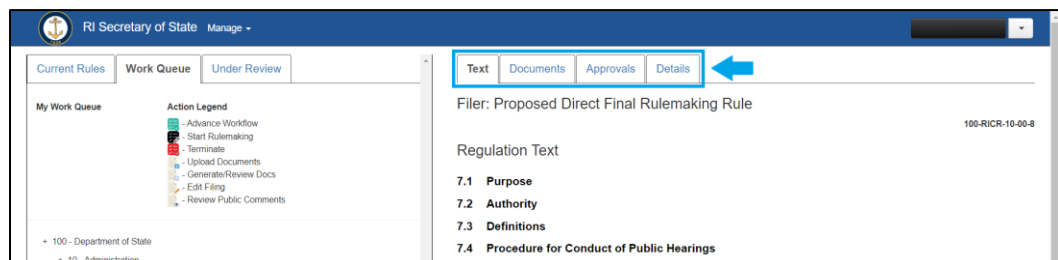 RI Secretary of State Manage
Current Rules Work Queue Under Review
My Work Queue Action Legend
- Advance Workflow
- Start Rulemaking
- Terminate
- Upload Documents
- Generate/Review Docs
- Edit Filing
- Review Public Comments
+ 100 - Department of State
+ 10 - Administration
Text Documents Approvals Details
Filer: Proposed Direct Final Rulemaking Rule
100-RICR-10-00-8
Regulation Text
7.1 Purpose
7.2 Authority
7.3 Definitions
7.4 Procedure for Conduct of Public Hearings